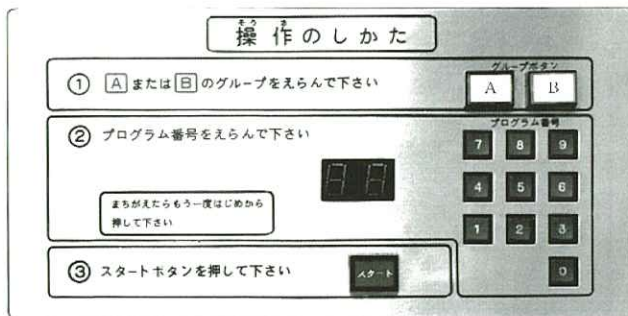 そう さ
操作のしかた
① A または B のグループをえらんで下さい
グループボタン
A B
② プログラム番号をえらんで下さい
プログラム番号
7 8 9
4 5 6
1 2 3
0
まちがえたらもう一度はじめから
押して下さい
③ スタートボタンを押して下さい
スタート